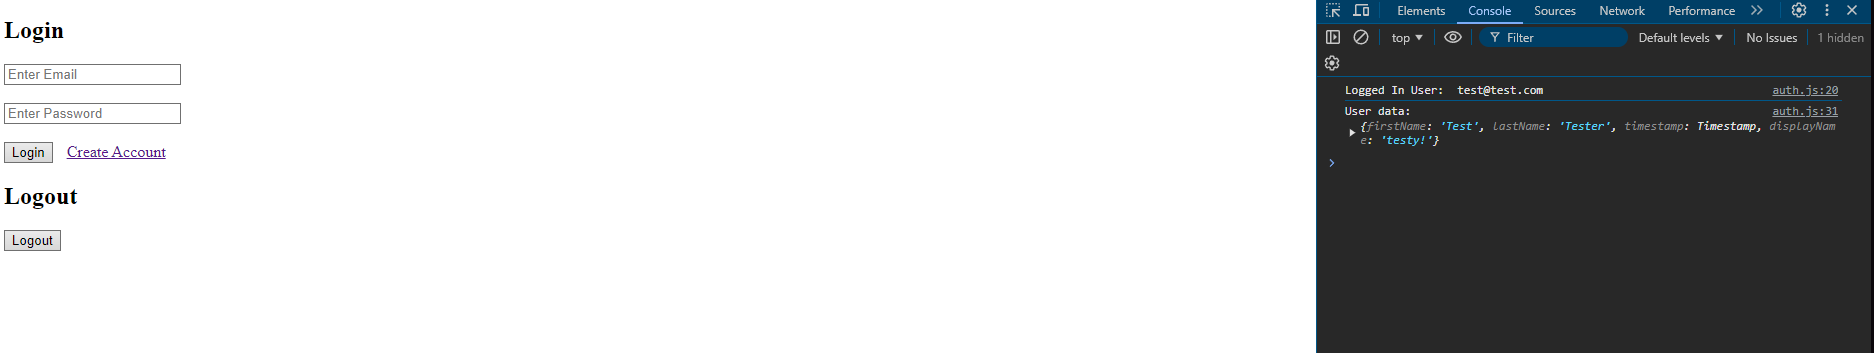 Login
Enter Email
Enter Password
Login Create Account
Logout
Logout
Elements Console Sources Network Performance
top Filter Default levels No Issues 1 hidden
Logged In User:  test@test.com auth.js:20
User data: auth.js:31
{firstName: 'Test', lastName: 'Tester', timestamp: Timestamp, displayNam
e: 'testy!'}